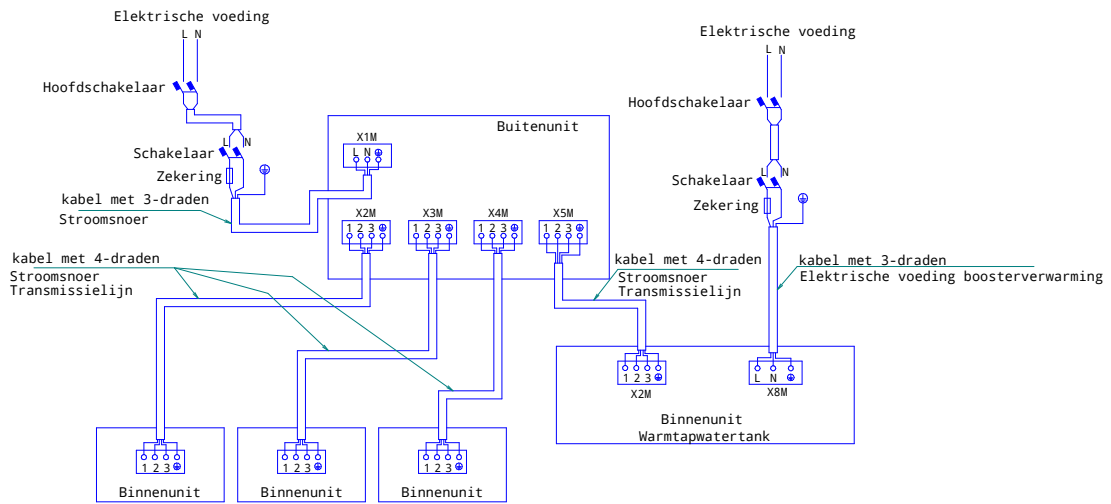 Elektrische voeding
L N
Hoofdschakelaar
L N
Schakelaar
Zekering
kabel met 3-draden
Stroomsnoer
Buitenunit
X1M
L N
X2M
1 2 3
X3M
1 2 3
X4M
1 2 3
X5M
1 2 3
kabel met 4-draden
Stroomsnoer
Transmissielijn
kabel met 4-draden
Stroomsnoer
Transmissielijn
Elektrische voeding
L N
Hoofdschakelaar
L N
Schakelaar
Zekering
kabel met 3-draden
Elektrische voeding boosterverwarming
1 2 3
X2M
L N
X8M
Binnenunit
Warmtapwatertank
1 2 3
Binnenunit
1 2 3
Binnenunit
1 2 3
Binnenunit